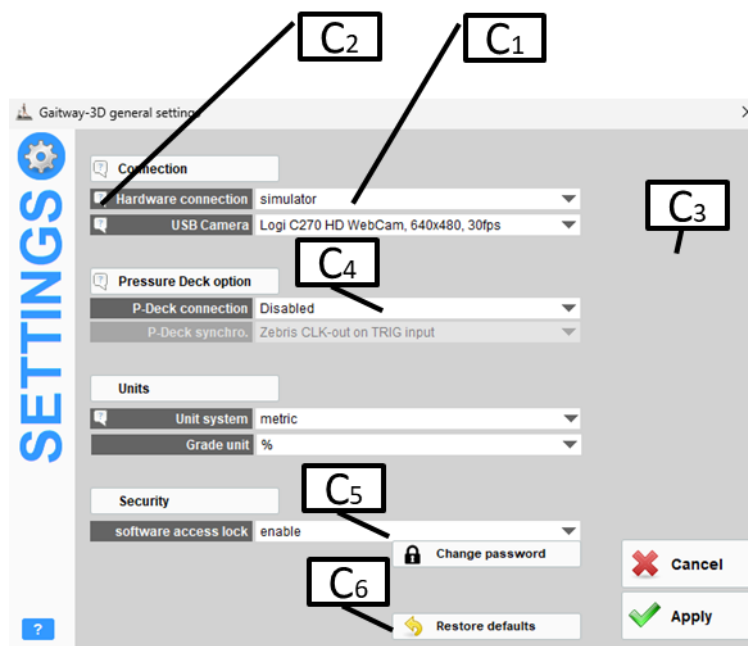 C2 C1
Gaitway-3D general settings
SETTINGS
Connection
Hardware connection simulator
USB Camera Logi C270 HD WebCam, 640x480, 30fps
C3
C4
Pressure Deck option
P-Deck connection Disabled
P-Deck synchro. Zebris CLK-out on TRIG input
Units
Unit system metric
Grade unit %
C5
Security
software access lock enable
Change password
Cancel
C6
Apply
Restore defaults
?